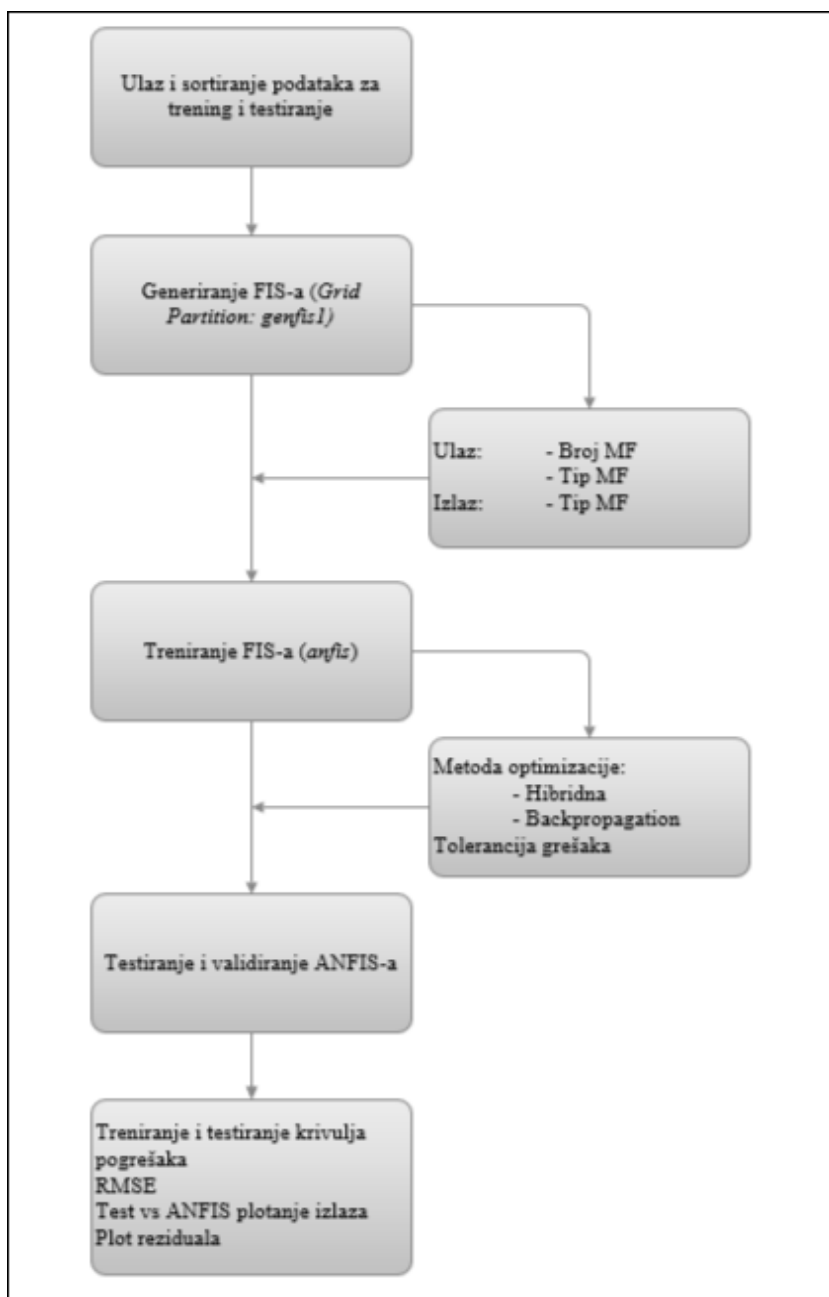 Ulaz i sortiranje podataka za
trening i testiranje
Generiranje FIS-a (Grid
Partition: genfis1)
Ulaz: - Broj MF
- Tip MF
Izlaz: - Tip MF
Treniranje FIS-a (anfis)
Metoda optimizacije:
- Hibridna
- Backpropagation
Tolerancija grešaka
Testiranje i validiranje ANFIS-a
Treniranje i testiranje krivulja
pogrešaka
RMSE
Test vs ANFIS plotanje izlaza
Plot reziduala